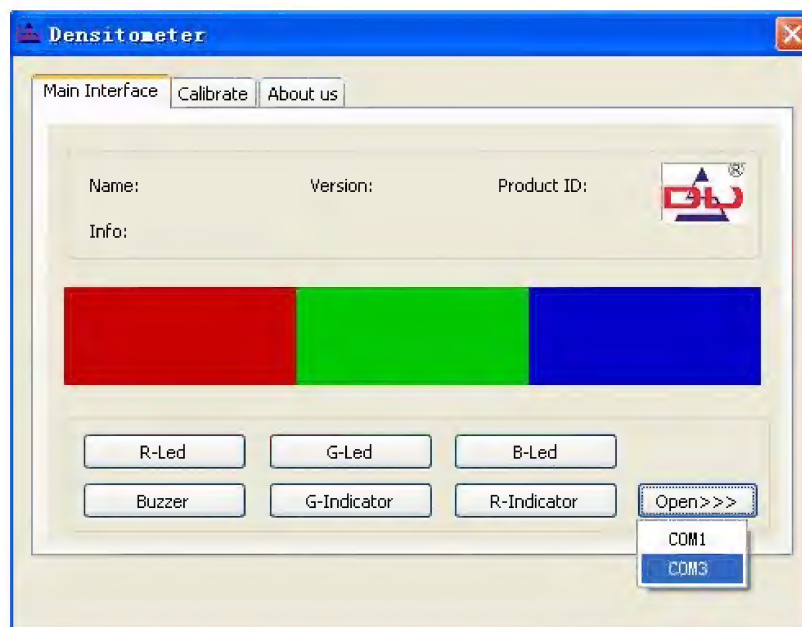 Densitometer
Main Interface Calibrate About us
Name: Version: Product ID:
DU ®
Info:
R-Led G-Led B-Led
Buzzer G-Indicator R-Indicator Open>>>
COM1
COM3